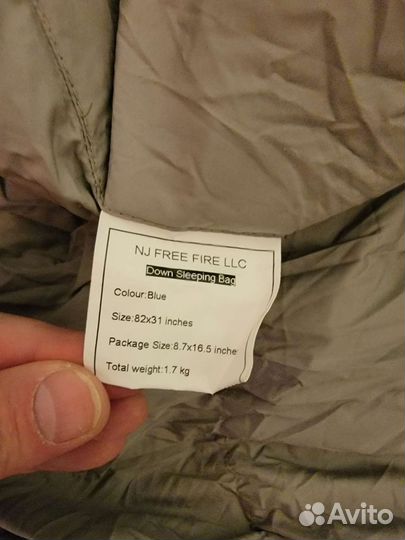 NJ FREE FIRE LLC
Down Sleeping Bag
Colour:Blue
Size:82x31 inches
Package Size:8.7x16.5 inche
Total weight:1.7 kg
Avito